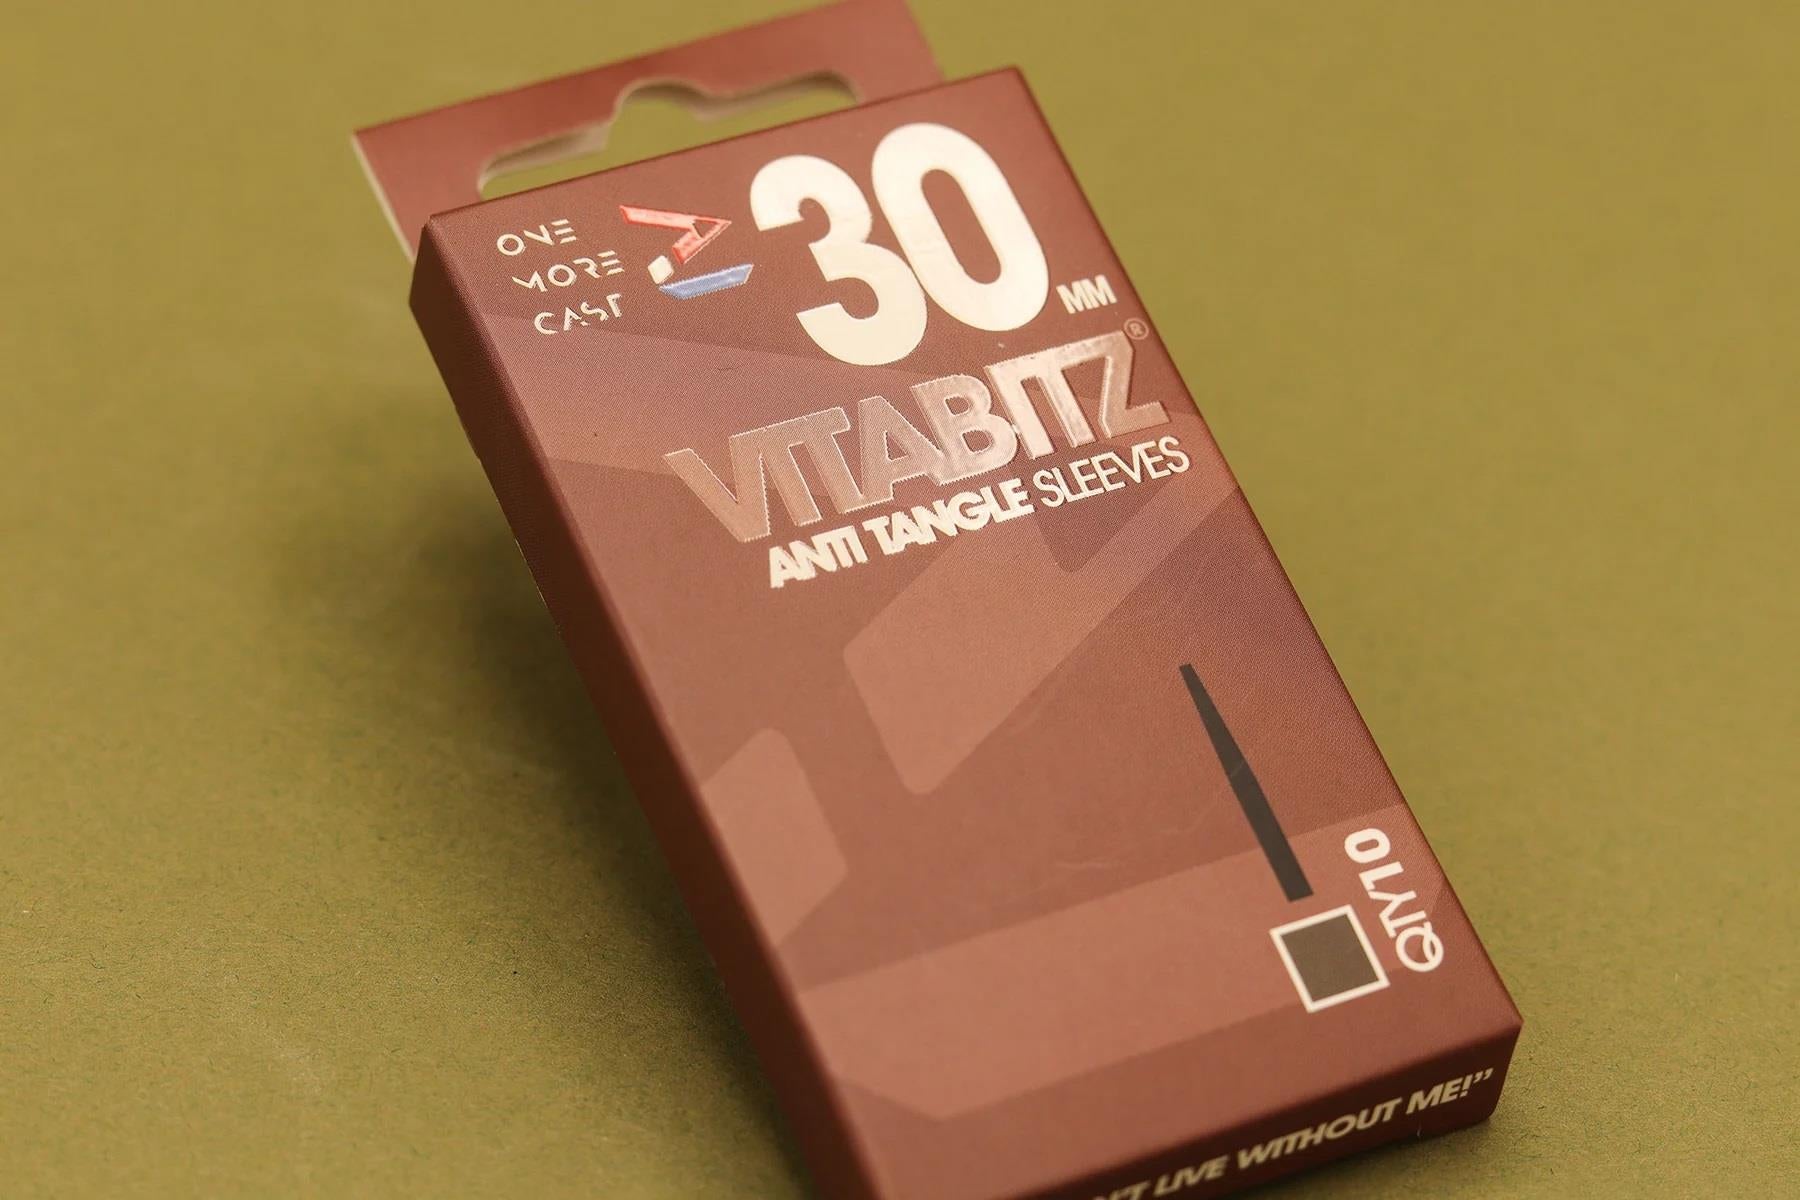 ONE
MORE
CAST
30 MM
VITABITZ®
ANTI TANGLE SLEEVES
QTY10
LIVE WITHOUT ME!”